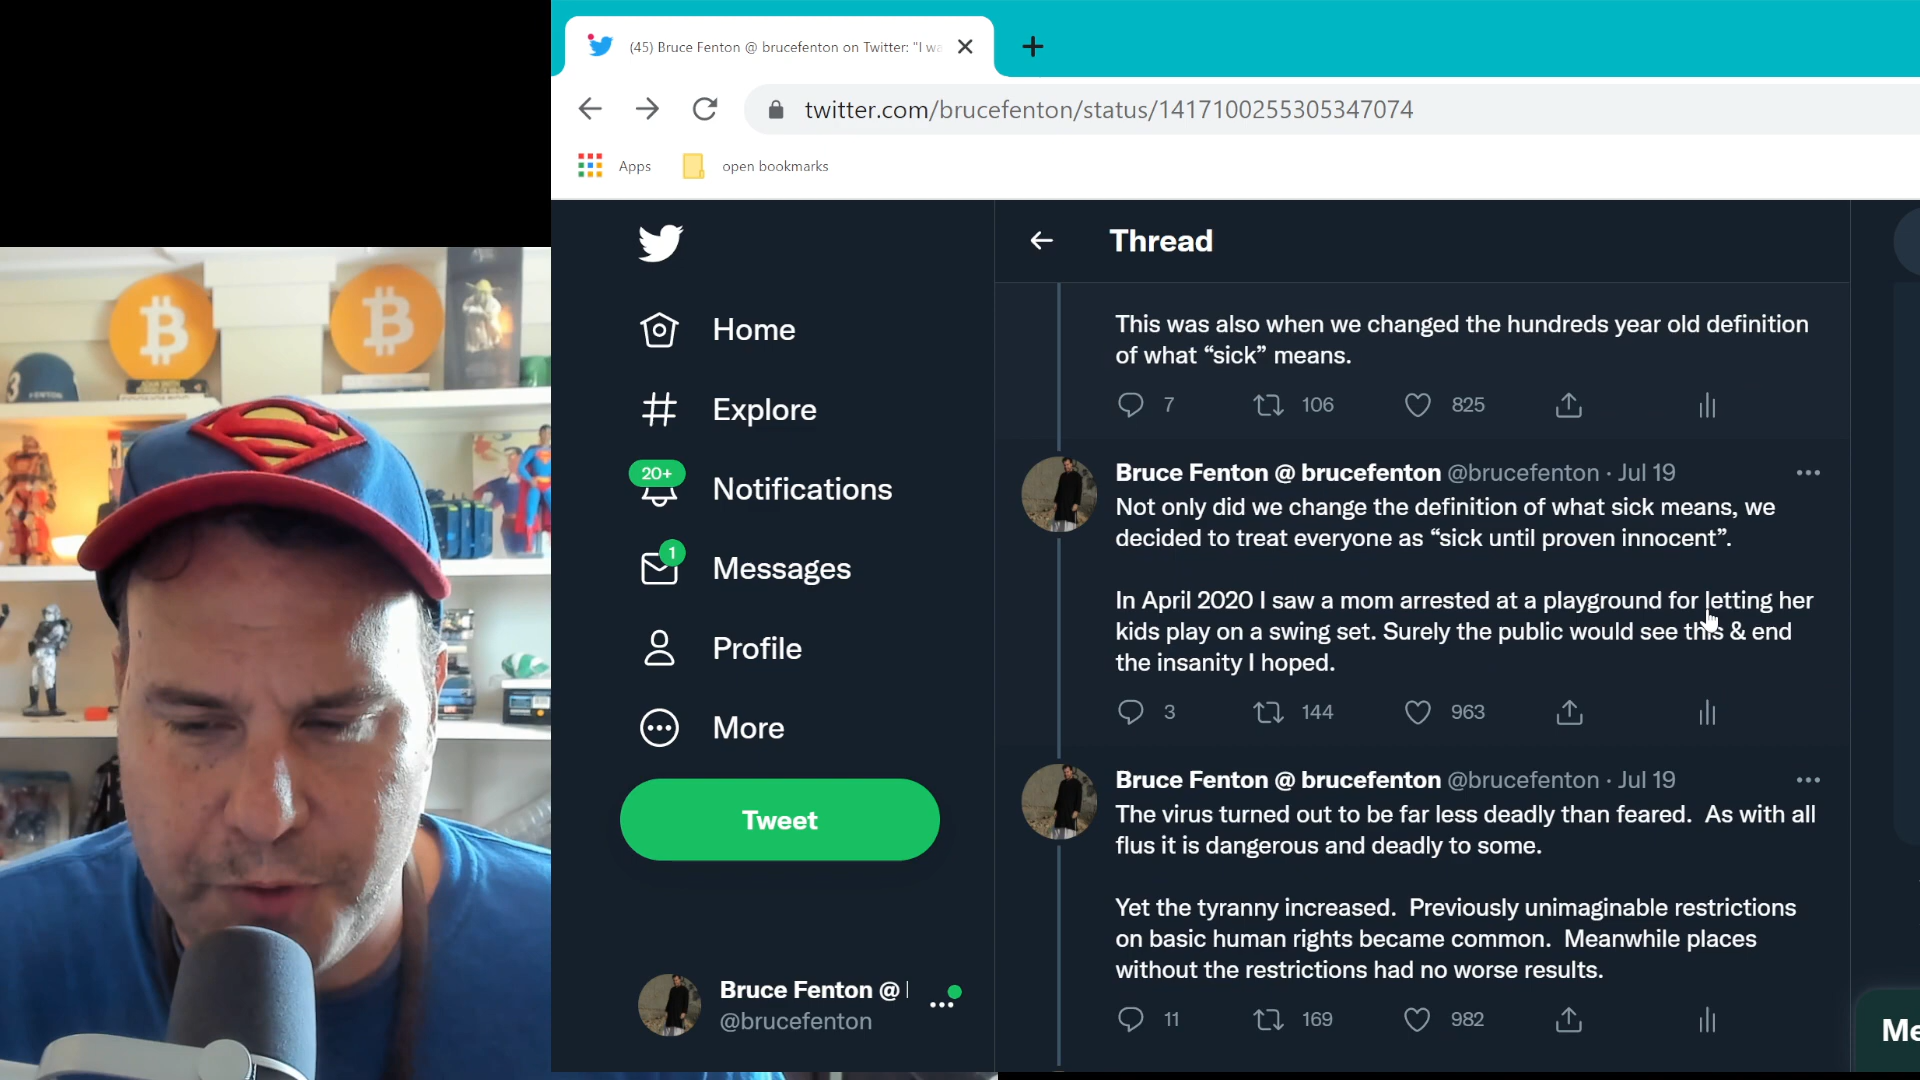 (45) Bruce Fenton @ brucefenton on Twitter: "I wa
twitter.com/brucefenton/status/1417100255305347074
Apps
open bookmarks
Home
Explore
20+
Notifications
1
Messages
Profile
More
Tweet
Bruce Fenton @
@brucefenton
Thread
This was also when we changed the hundreds year old definition
of what “sick” means.
7 106 825
Bruce Fenton @ brucefenton @brucefenton · Jul 19
Not only did we change the definition of what sick means, we
decided to treat everyone as “sick until proven innocent”.
In April 2020 I saw a mom arrested at a playground for letting her
kids play on a swing set. Surely the public would see this & end
the insanity I hoped.
3 144 963
Bruce Fenton @ brucefenton @brucefenton · Jul 19
The virus turned out to be far less deadly than feared. As with all
flus it is dangerous and deadly to some.
Yet the tyranny increased. Previously unimaginable restrictions
on basic human rights became common. Meanwhile places
without the restrictions had no worse results.
11 169 982
Me